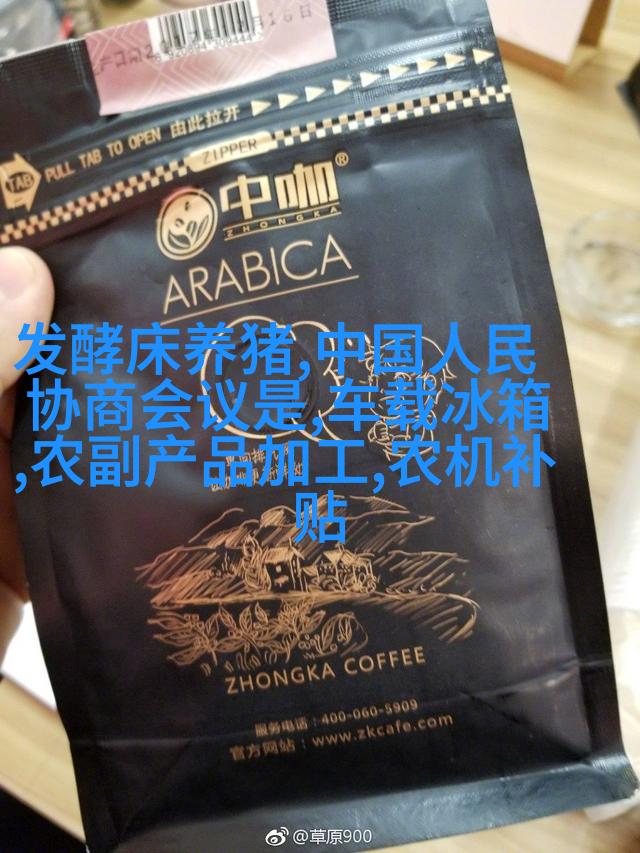 PULL TAB TO OPEN 由此拉开
TAB
ZIPPER
中咖®
ZHONGKA
ARABICA
发酵床养猪,中国人民
协商会议是,车载冰箱
,农副产品加工,农机补
贴
ZHONGKA COFFEE
服务电话:400-060-5909
官方网站:www.zkcafe.com
@草原900